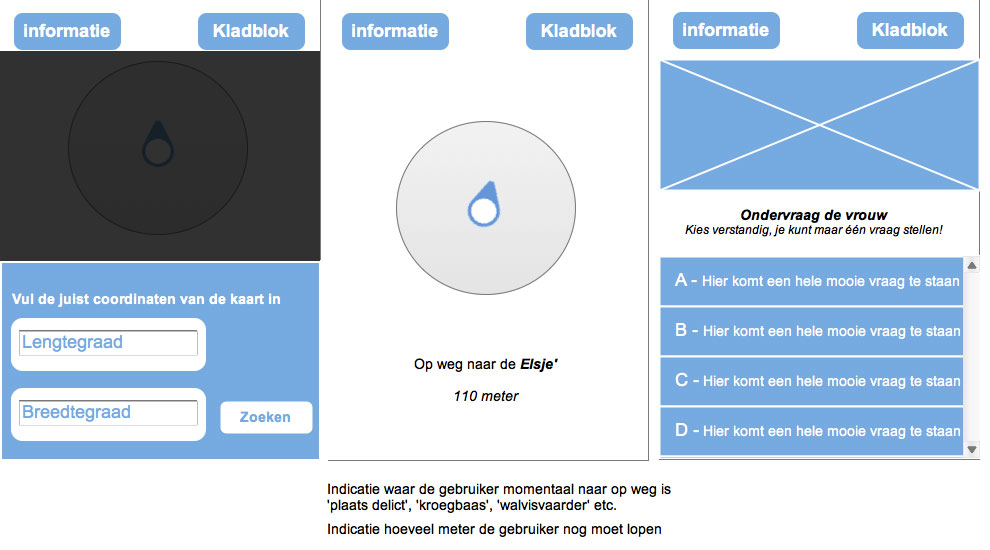 Informatie
Kladblok
Vul de juist coordinaten van de kaart in
Lengtegraad
Breedtegraad
Zoeken
Informatie
Kladblok
Op weg naar de Elsje'
110 meter
Indicatie waar de gebruiker momentaal naar op weg is
'plaats delict', 'kroegbaas', 'walvisvaarder' etc.
Indicatie hoeveel meter de gebruiker nog moet lopen
Informatie
Kladblok
Ondervraag de vrouw
Kies verstandig, je kunt maar één vraag stellen!
A - Hier komt een hele mooie vraag te staan
B - Hier komt een hele mooie vraag te staan
C - Hier komt een hele mooie vraag te staan
D - Hier komt een hele mooie vraag te staan